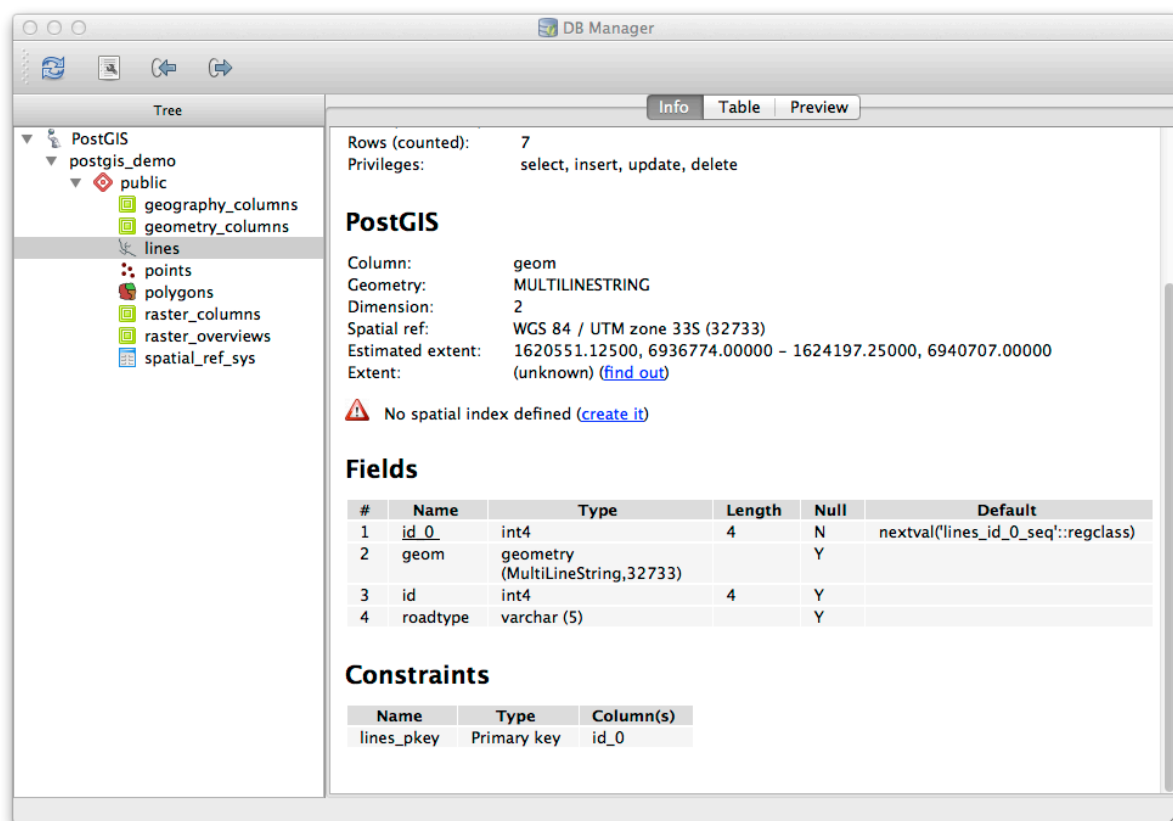 DB Manager
Tree
Info Table Preview
PostGIS
postgis_demo
public
geography_columns
geometry_columns
lines
points
polygons
raster_columns
raster_overviews
spatial_ref_sys
Rows (counted): 7
Privileges: select, insert, update, delete
PostGIS
Column: geom
Geometry: MULTILINESTRING
Dimension: 2
Spatial ref: WGS 84 / UTM zone 33S (32733)
Estimated extent: 1620551.12500, 6936774.00000 - 1624197.25000, 6940707.00000
Extent: (unknown) (find out)
No spatial index defined (create it)
Fields
# Name Type Length Null Default
1 id_0 int4 4 N nextval('lines_id_0_seq'::regclass)
2 geom geometry Y
(MultiLineString,32733)
3 id int4 4 Y
4 roadtype varchar (5) Y
Constraints
Name Type Column(s)
lines_pkey Primary key id_0